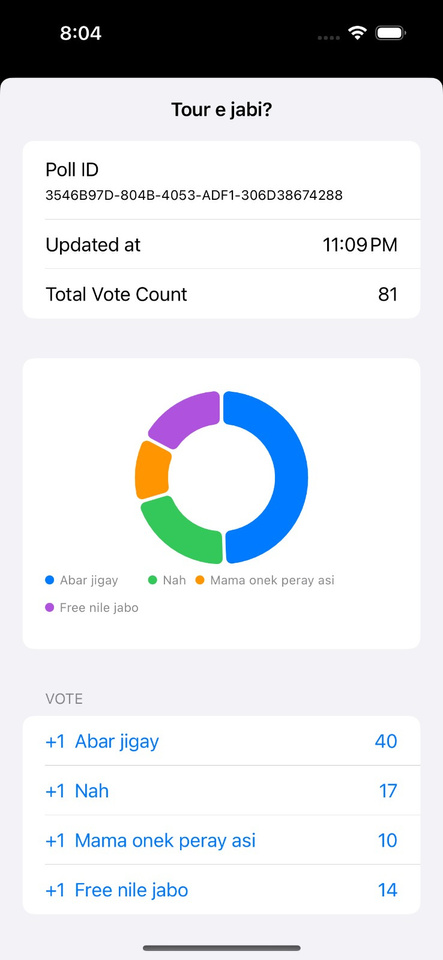 8:04
Tour e jabi?
Poll ID
3546B97D-804B-4053-ADF1-306D38674288
Updated at 11:09 PM
Total Vote Count 81
Abar jigay Nah Mama onek peray asi
Free nile jabo
VOTE
+1 Abar jigay 40
+1 Nah 17
+1 Mama onek peray asi 10
+1 Free nile jabo 14